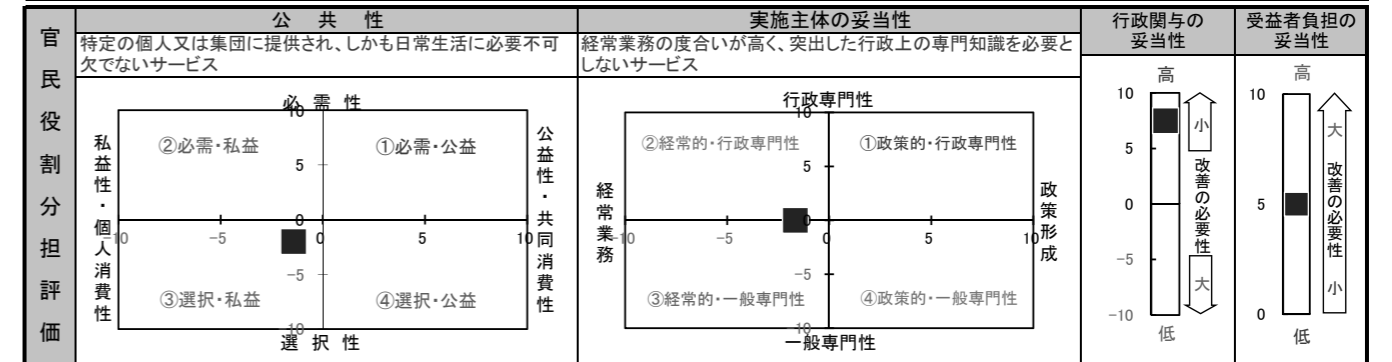 官民役割分担評価
公 共 性
特定の個人又は集団に提供され、しかも日常生活に必要不可
欠でないサービス
必 需 性
私益性・個人消費性
公益性・共同消費性
②必需・私益
①必需・公益
③選択・私益
④選択・公益
10
5
0
-5
-10
-10
-5
0
5
10
選 択 性
実施主体の妥当性
経常業務の度合いが高く、突出した行政上の専門知識を必要と
しないサービス
行政専門性
経常業務
政策形成
②経常的・行政専門性
①政策的・行政専門性
③経常的・一般専門性
④政策的・一般専門性
10
5
0
-5
-10
-10
-5
0
5
10
一般専門性
行政関与の
妥当性
高
10
5
0
-5
-10
低
小
改善の必要性
大
受益者負担の
妥当性
高
10
5
0
低
大
改善の必要性
小